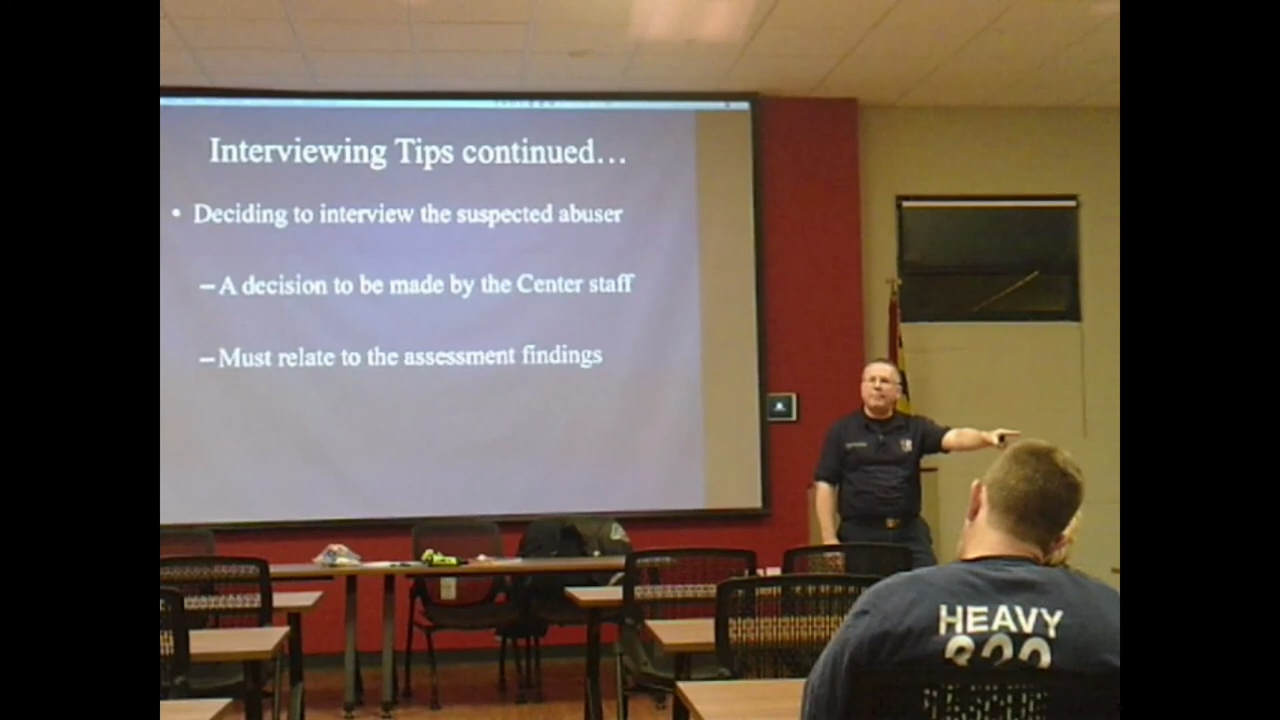 Interviewing Tips continued…
• Deciding to interview the suspected abuser
– A decision to be made by the Center staff
– Must relate to the assessment findings
HEAVY